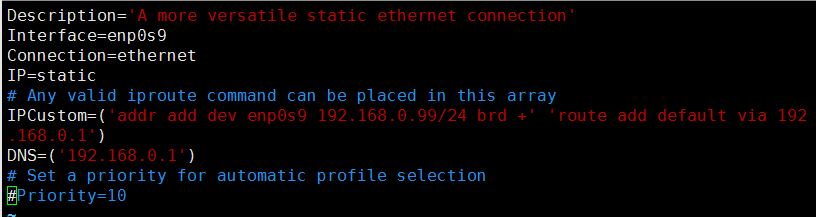 Description='A more versatile static ethernet connection'
Interface=enp0s9
Connection=ethernet
IP=static
# Any valid iproute command can be placed in this array
IPCustom=('addr add dev enp0s9 192.168.0.99/24 brd +' 'route add default via 192
.168.0.1')
DNS=('192.168.0.1')
# Set a priority for automatic profile selection
#Priority=10
~